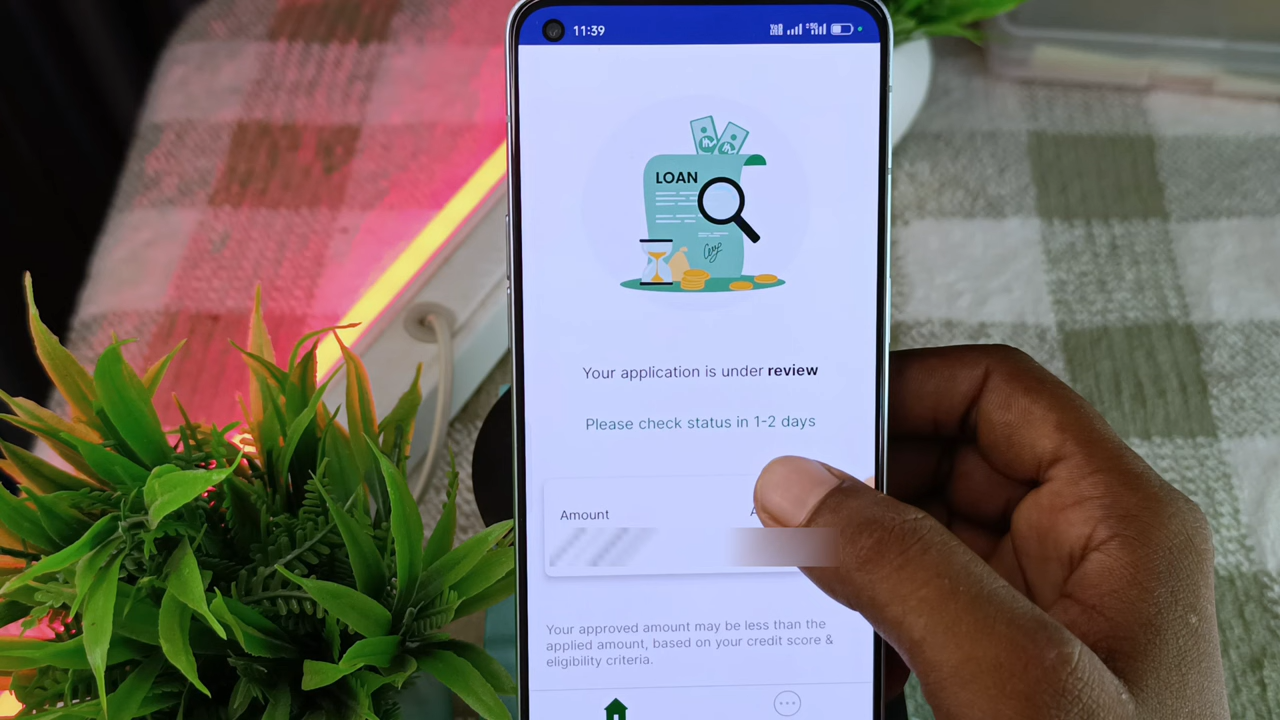 11:39
LOAN
Your application is under review
Please check status in 1-2 days
Amount
Your approved amount may be less than the
applied amount, based on your credit score &
eligibility criteria.